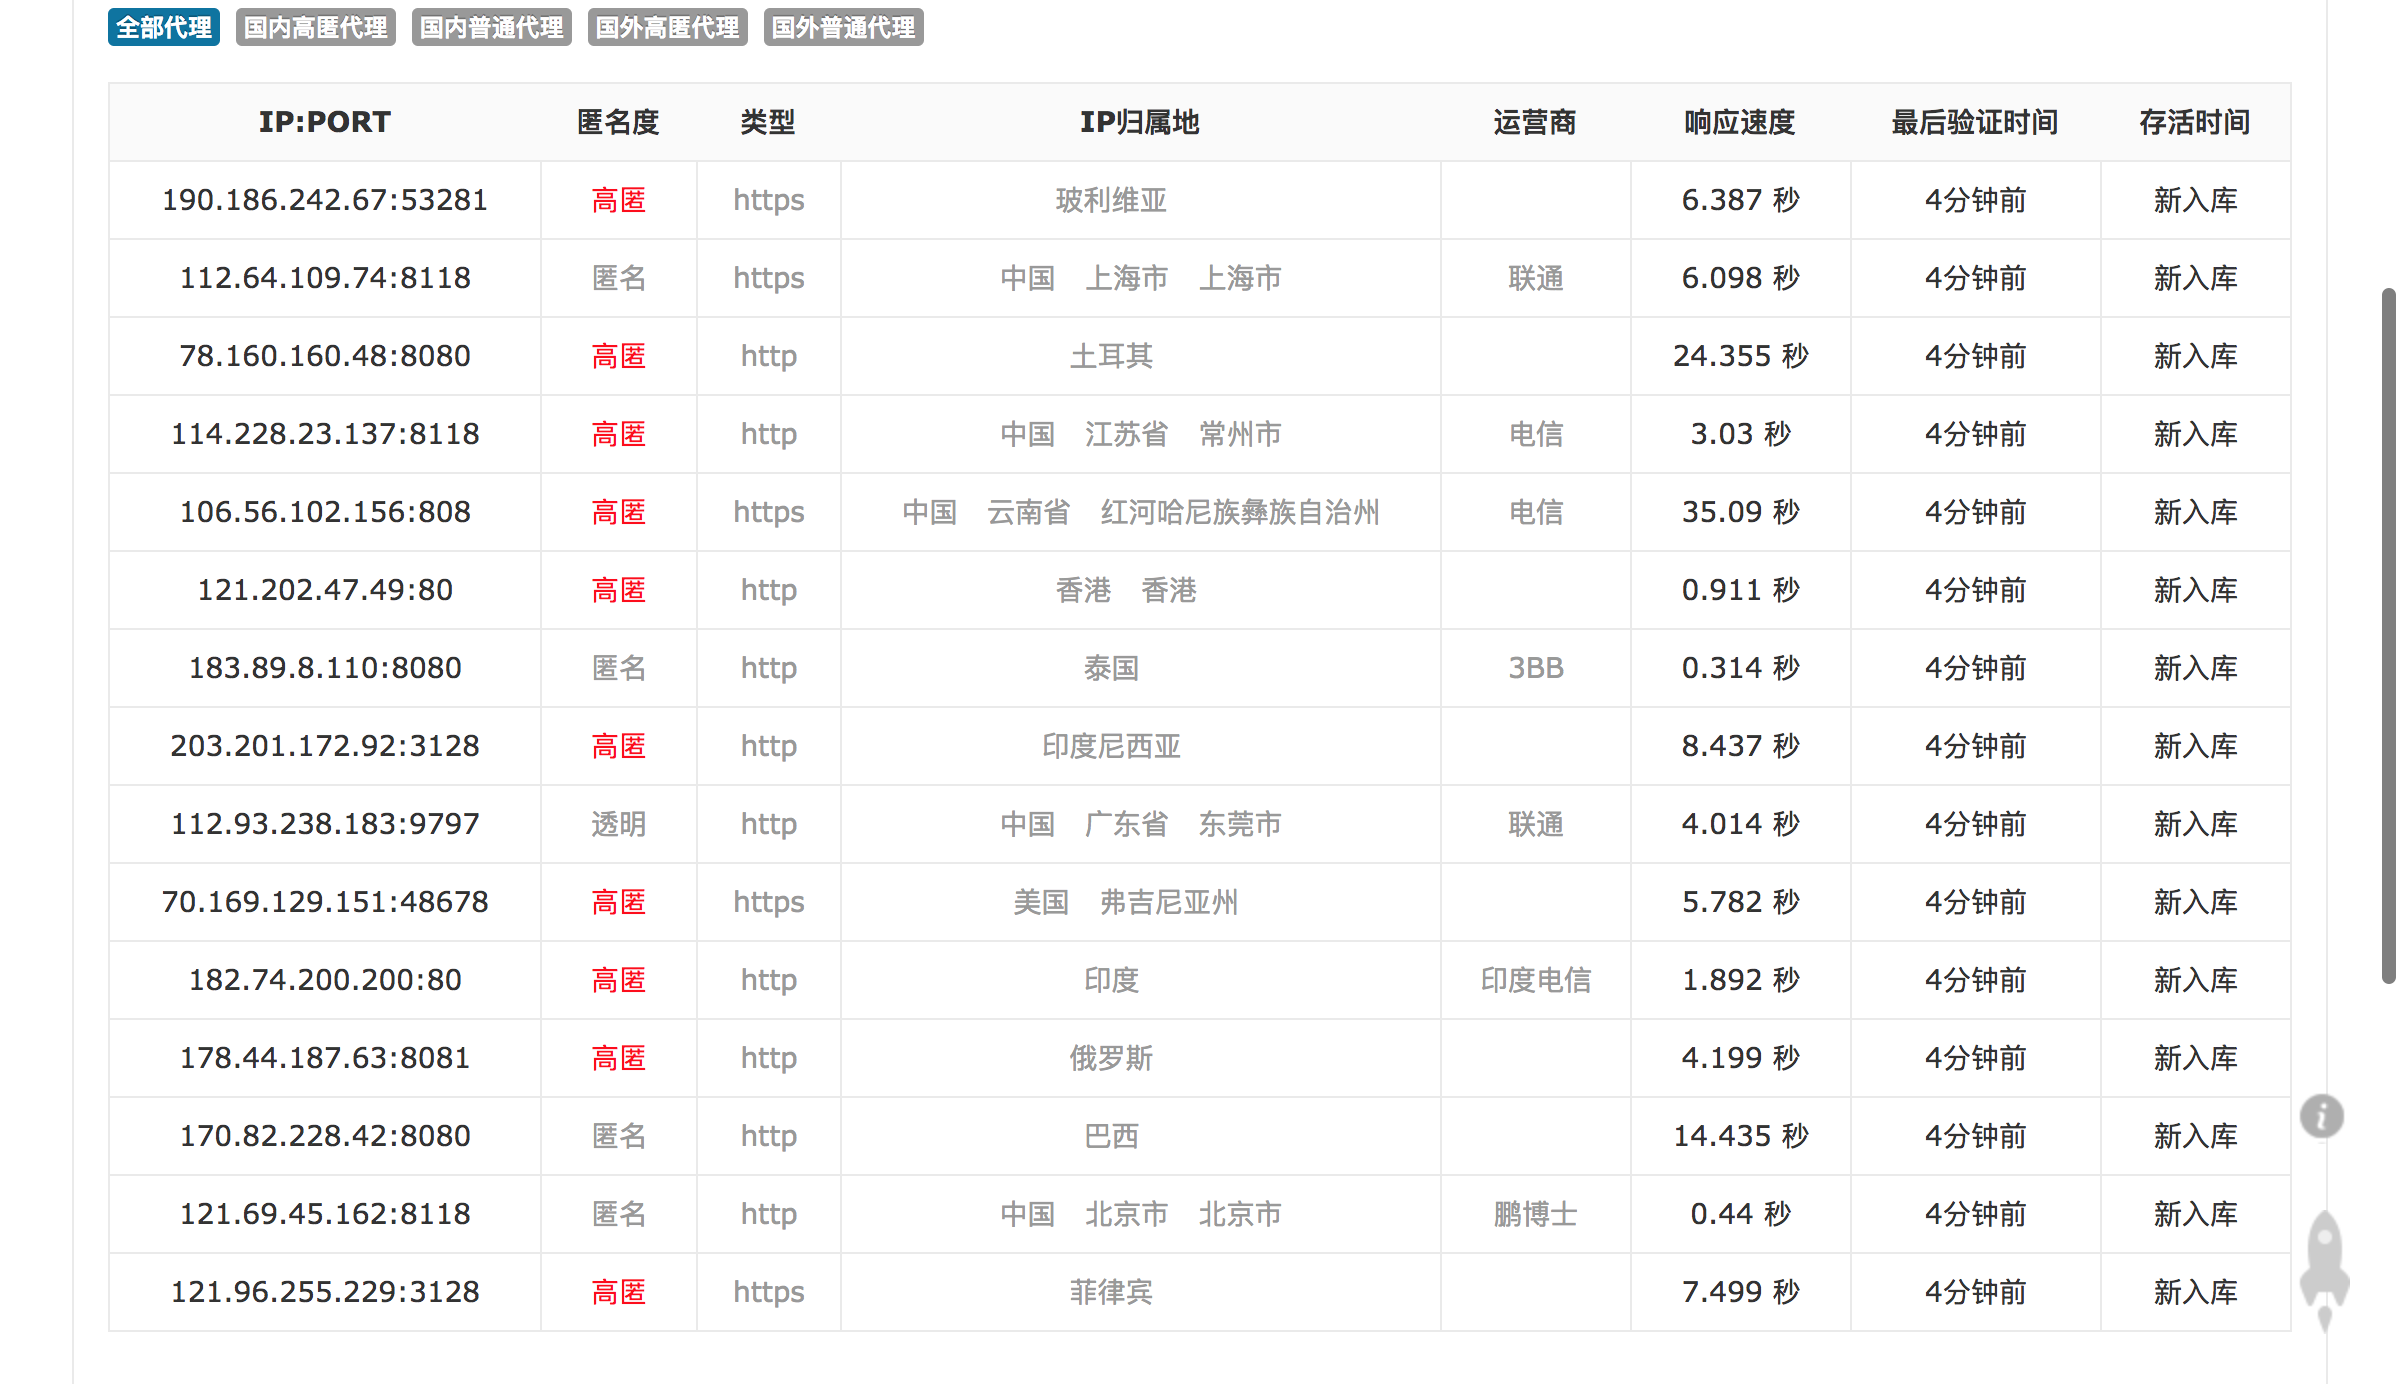 全部代理 国内高匿代理 国内普通代理 国外高匿代理 国外普通代理
IP:PORT 匿名度 类型 IP归属地 运营商 响应速度 最后验证时间 存活时间
190.186.242.67:53281 高匿 https 玻利维亚 6.387 秒 4分钟前 新入库
112.64.109.74:8118 匿名 https 中国 上海市 上海市 联通 6.098 秒 4分钟前 新入库
78.160.160.48:8080 高匿 http 土耳其 24.355 秒 4分钟前 新入库
114.228.23.137:8118 高匿 http 中国 江苏省 常州市 电信 3.03 秒 4分钟前 新入库
106.56.102.156:808 高匿 https 中国 云南省 红河哈尼族彝族自治州 电信 35.09 秒 4分钟前 新入库
121.202.47.49:80 高匿 http 香港 香港 0.911 秒 4分钟前 新入库
183.89.8.110:8080 匿名 http 泰国 3BB 0.314 秒 4分钟前 新入库
203.201.172.92:3128 高匿 http 印度尼西亚 8.437 秒 4分钟前 新入库
112.93.238.183:9797 透明 http 中国 广东省 东莞市 联通 4.014 秒 4分钟前 新入库
70.169.129.151:48678 高匿 https 美国 弗吉尼亚州 5.782 秒 4分钟前 新入库
182.74.200.200:80 高匿 http 印度 印度电信 1.892 秒 4分钟前 新入库
178.44.187.63:8081 高匿 http 俄罗斯 4.199 秒 4分钟前 新入库
170.82.228.42:8080 匿名 http 巴西 14.435 秒 4分钟前 新入库
121.69.45.162:8118 匿名 http 中国 北京市 北京市 鹏博士 0.44 秒 4分钟前 新入库
121.96.255.229:3128 高匿 https 菲律宾 7.499 秒 4分钟前 新入库